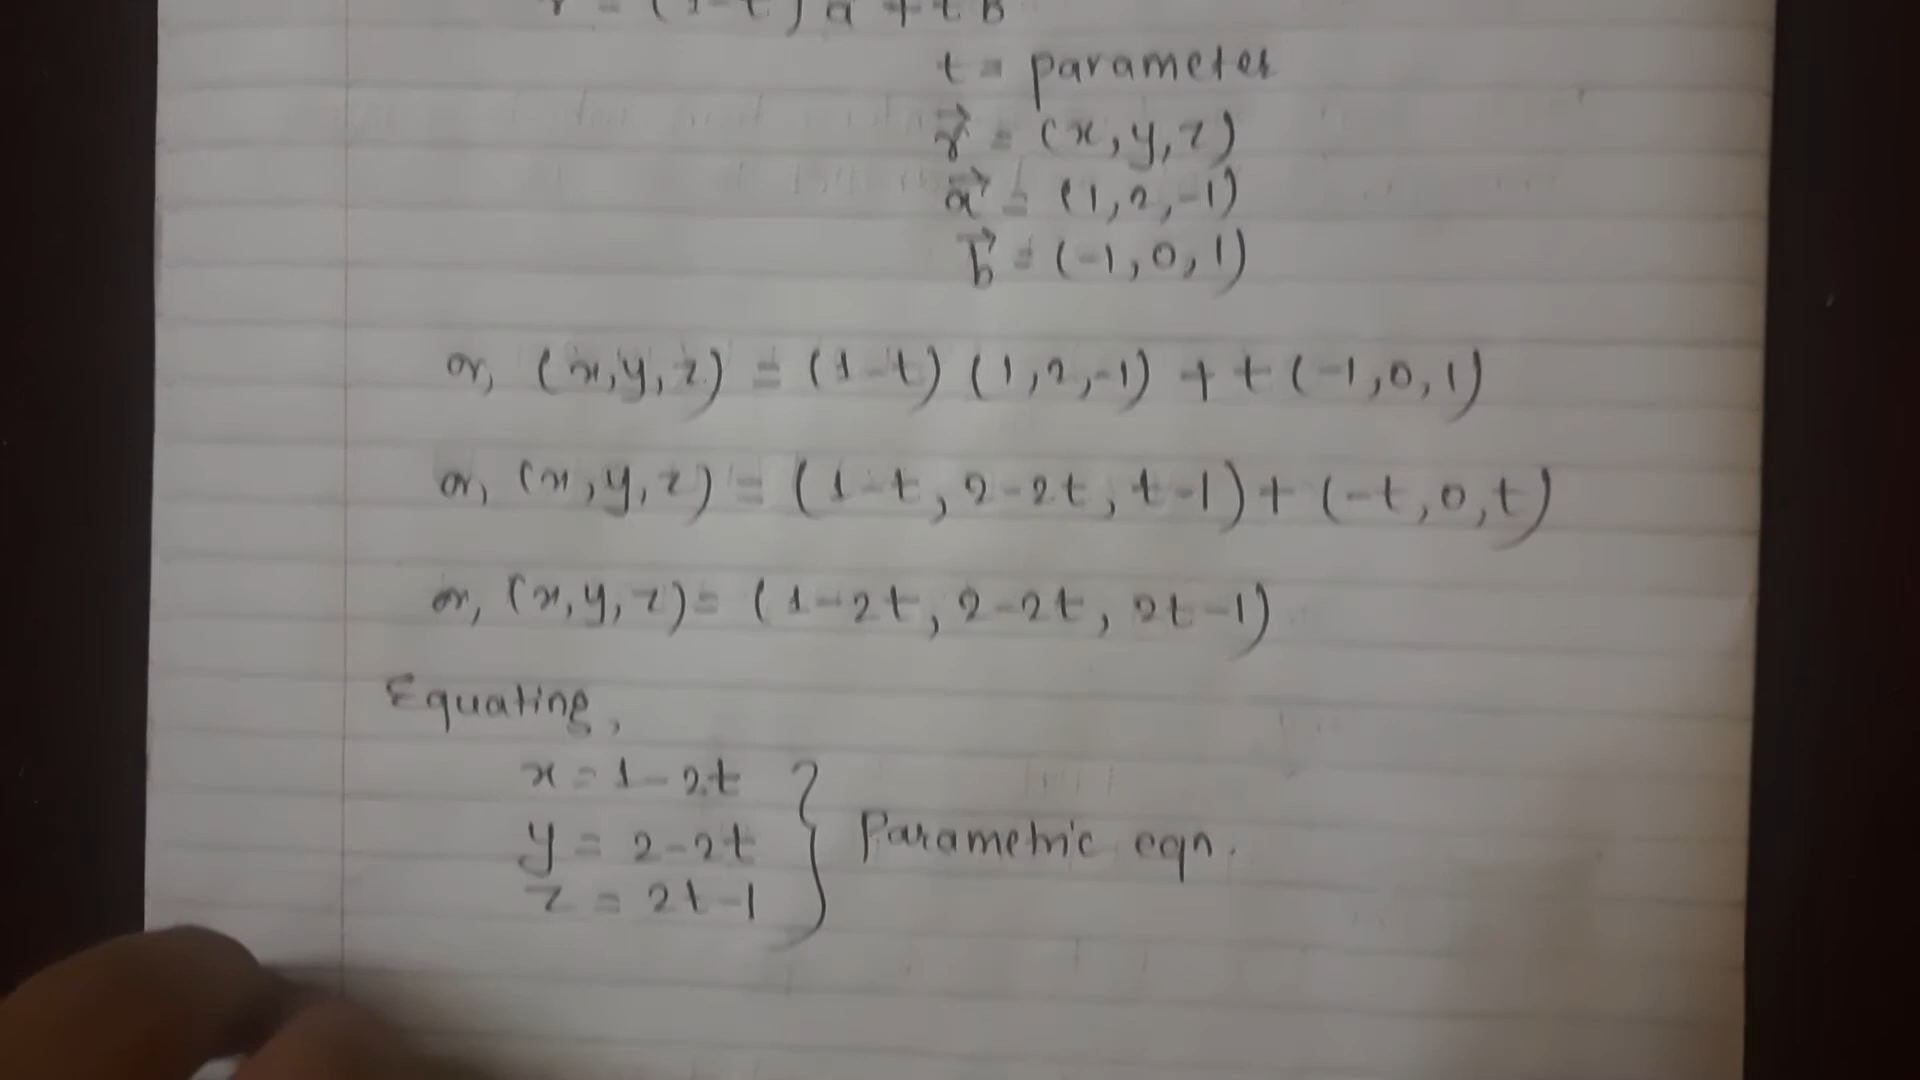 r = (1-t) a + t b
t = parameter
r⃗ = (x, y, z)
a⃗ = (1, 2, -1)
b⃗ = (-1, 0, 1)
or, (x, y, z) = (1-t) (1, 2, -1) + t (-1, 0, 1)
or, (x, y, z) = (1-t, 2-2t, t-1) + (-t, 0, t)
or, (x, y, z) = (1-2t, 2-2t, 2t-1)
Equating,
x = 1-2t
y = 2-2t } Parametric eqn.
z = 2t-1